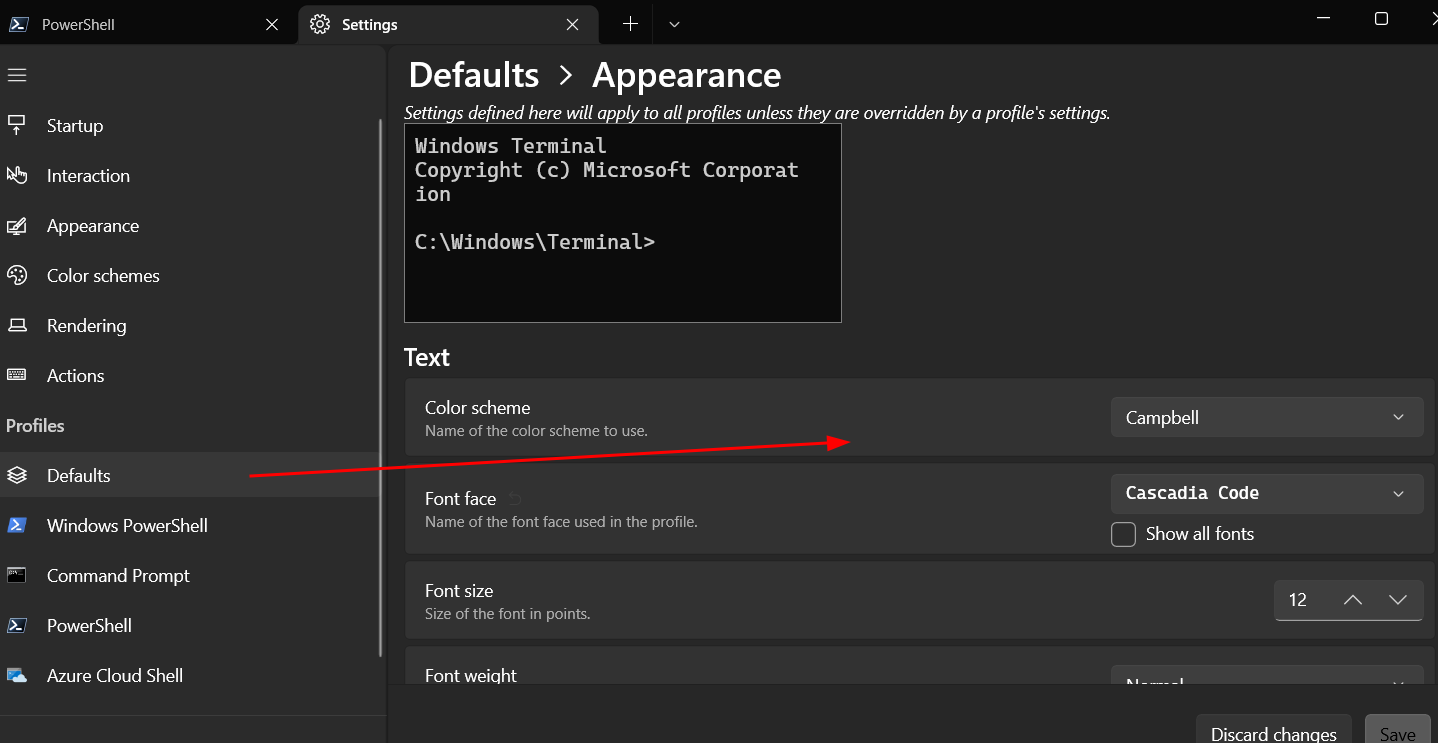 PowerShell
Settings
Defaults > Appearance
Settings defined here will apply to all profiles unless they are overridden by a profile's settings.
Windows Terminal
Copyright (c) Microsoft Corporat
ion
C:\Windows\Terminal>
Startup
Interaction
Appearance
Color schemes
Rendering
Actions
Profiles
Defaults
Windows PowerShell
Command Prompt
PowerShell
Azure Cloud Shell
Text
Color scheme
Name of the color scheme to use.
Campbell
Font face
Name of the font face used in the profile.
Cascadia Code
Show all fonts
Font size
Size of the font in points.
12
Font weight
Normal
Discard changes
Save